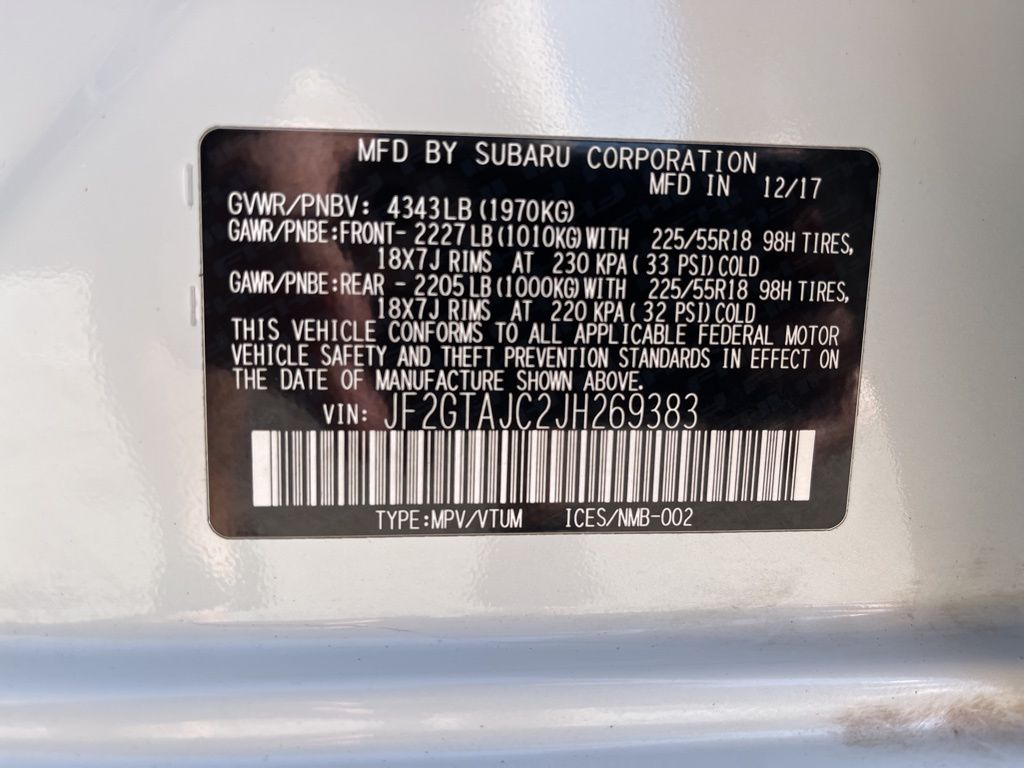 MFD BY SUBARU CORPORATION
MFD IN 12/17
GVWR/PNBV: 4343LB (1970KG)
GAWR/PNBE:FRONT- 2227LB (1010KG) WITH 225/55R18 98H TIRES,
18X7J RIMS AT 230 KPA ( 33 PSI) COLD
GAWR/PNBE:REAR - 2205LB (1000KG) WITH 225/55R18 98H TIRES,
18X7J RIMS AT 220 KPA ( 32 PSI) COLD
THIS VEHICLE CONFORMS TO ALL APPLICABLE FEDERAL MOTOR
VEHICLE SAFETY AND THEFT PREVENTION STANDARDS IN EFFECT ON
THE DATE OF MANUFACTURE SHOWN ABOVE.
VIN: JF2GTAJC2JH269383
TYPE:MPV/VTUM ICES/NMB-002